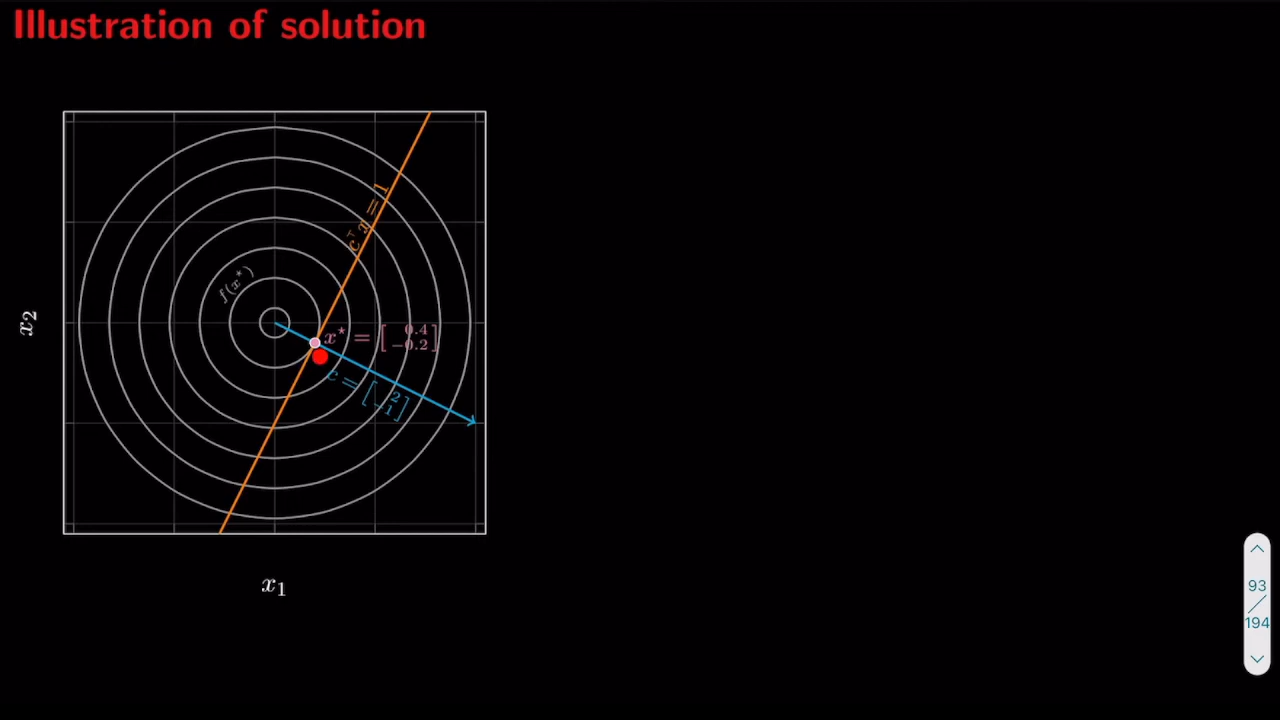 Illustration of solution
c⊤x = 1
f(x⋆)
x⋆ = [0.4
−0.2]
c = [2
−1]
x₂
x₁
93
194